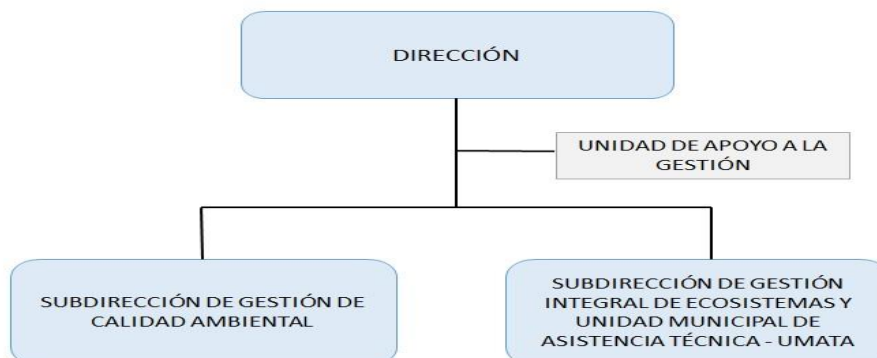 DIRECCIÓN
UNIDAD DE APOYO A LA
GESTIÓN
SUBDIRECCIÓN DE GESTIÓN DE
CALIDAD AMBIENTAL
SUBDIRECCIÓN DE GESTIÓN
INTEGRAL DE ECOSISTEMAS Y
UNIDAD MUNICIPAL DE
ASISTENCIA TÉCNICA - UMATA